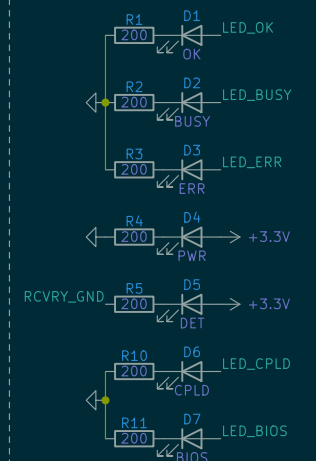 R1 D1 LED_OK
200
OK
R2 D2 LED_BUSY
200
BUSY
R3 D3 LED_ERR
200
ERR
R4 D4
200 +3.3V
PWR
RCVRY_GND R5 D5
200 +3.3V
DET
R10 D6 LED_CPLD
200
CPLD
R11 D7 LED_BIOS
200
BIOS